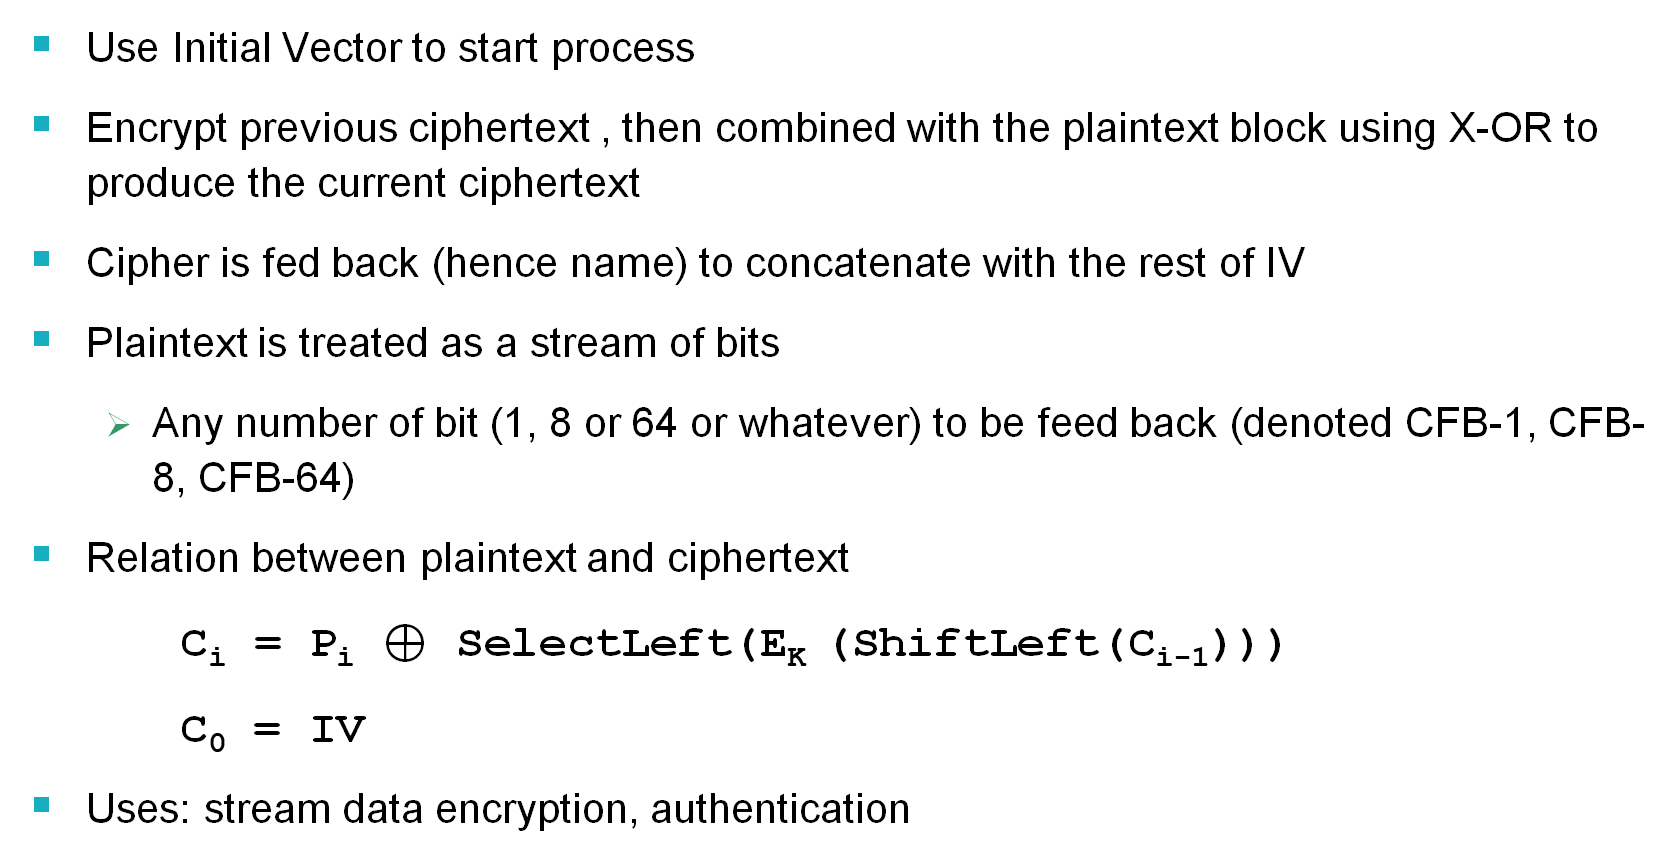 Use Initial Vector to start process
Encrypt previous ciphertext , then combined with the plaintext block using X-OR to
produce the current ciphertext
Cipher is fed back (hence name) to concatenate with the rest of IV
Plaintext is treated as a stream of bits
Any number of bit (1, 8 or 64 or whatever) to be feed back (denoted CFB-1, CFB-
8, CFB-64)
Relation between plaintext and ciphertext
Cᵢ = Pᵢ ⊕ SelectLeft(E_K (ShiftLeft(Cᵢ₋₁)))
C₀ = IV
Uses: stream data encryption, authentication